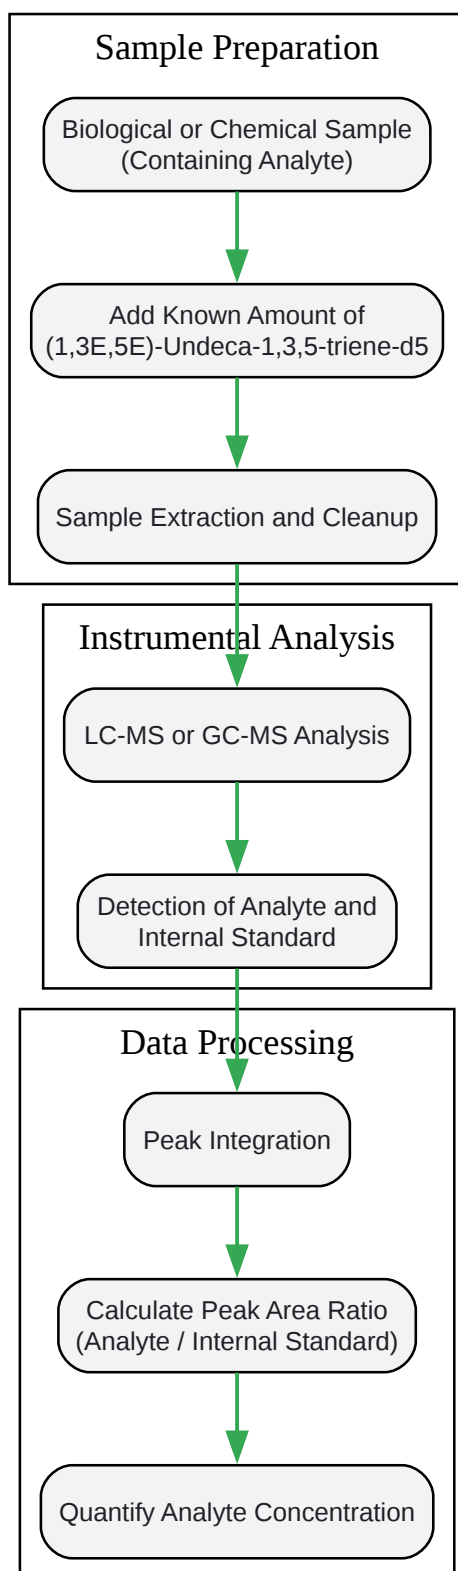 Sample Preparation
Biological or Chemical Sample
(Containing Analyte)
Add Known Amount of
(1,3E,5E)-Undeca-1,3,5-triene-d5
Sample Extraction and Cleanup
Instrumental Analysis
LC-MS or GC-MS Analysis
Detection of Analyte and
Internal Standard
Data Processing
Peak Integration
Calculate Peak Area Ratio
(Analyte / Internal Standard)
Quantify Analyte Concentration